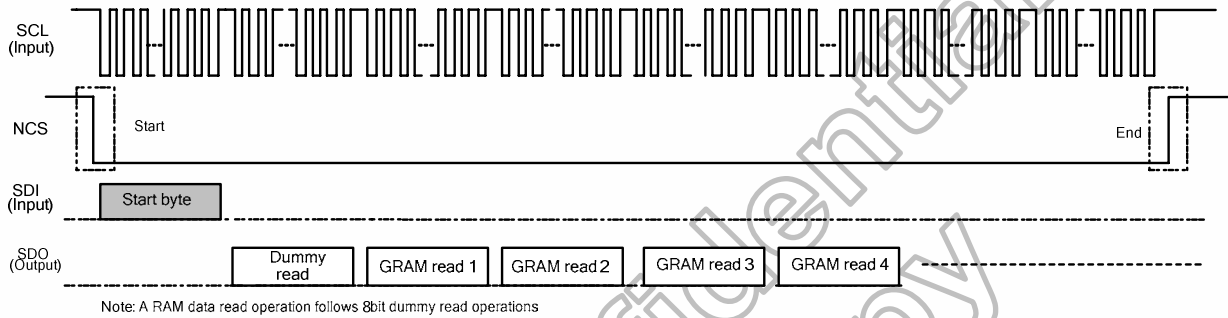 SCL
(Input)
NCS
Start
End
SDI
(Input)
Start byte
SDO
(Output)
Dummy
read
GRAM read 1
GRAM read 2
GRAM read 3
GRAM read 4
Note: A RAM data read operation follows 8bit dummy read operations